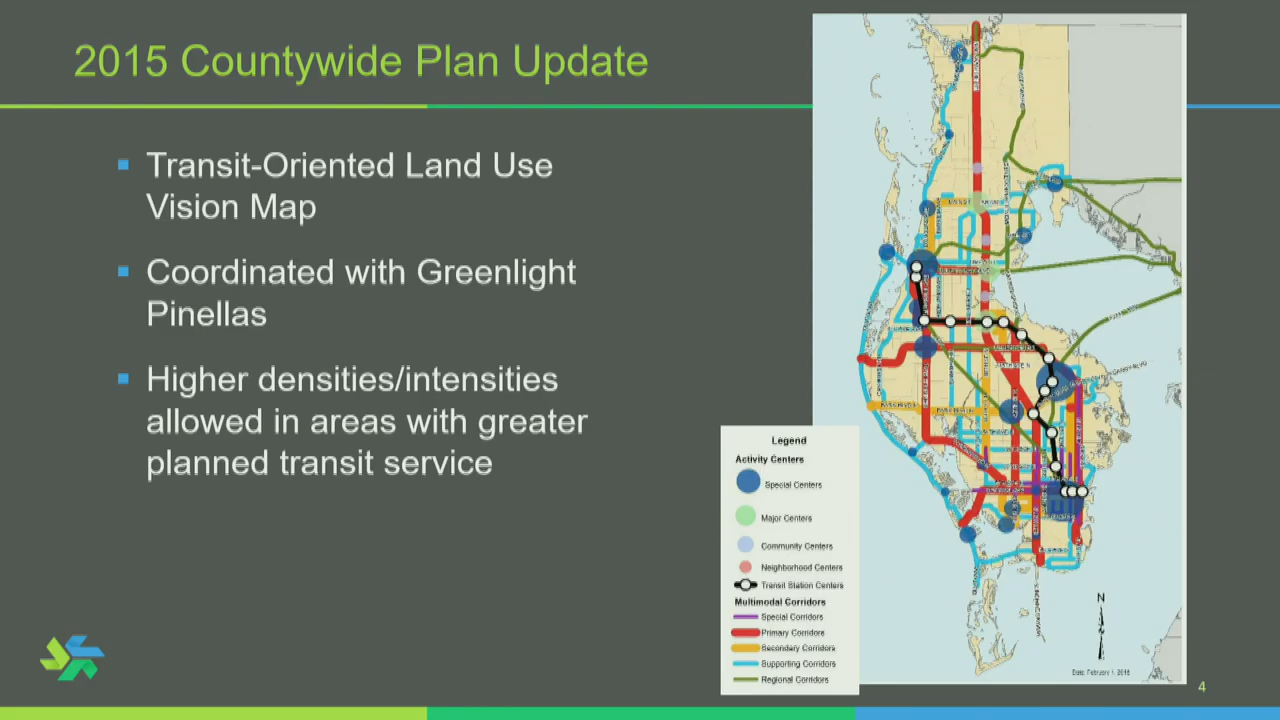 2015 Countywide Plan Update
Transit-Oriented Land Use
Vision Map
Coordinated with Greenlight
Pinellas
Higher densities/intensities
allowed in areas with greater
planned transit service
Legend
Activity Centers
Special Centers
Major Centers
Community Centers
Neighborhood Centers
Transit Station Centers
Multimodal Corridors
Special Corridors
Primary Corridors
Secondary Corridors
Supporting Corridors
Regional Corridors
N
4